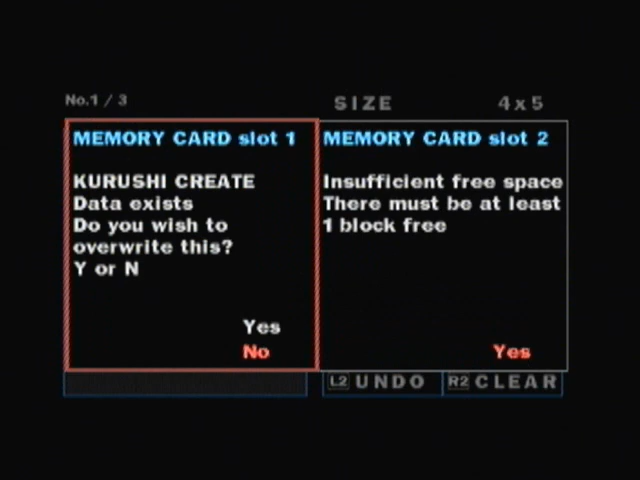 No.1 / 3
SIZE 4x5
MEMORY CARD slot 1
KURUSHI CREATE
Data exists
Do you wish to
overwrite this?
Y or N
Yes
No
MEMORY CARD slot 2
Insufficient free space
There must be at least
1 block free
Yes
L2 UNDO R2 CLEAR